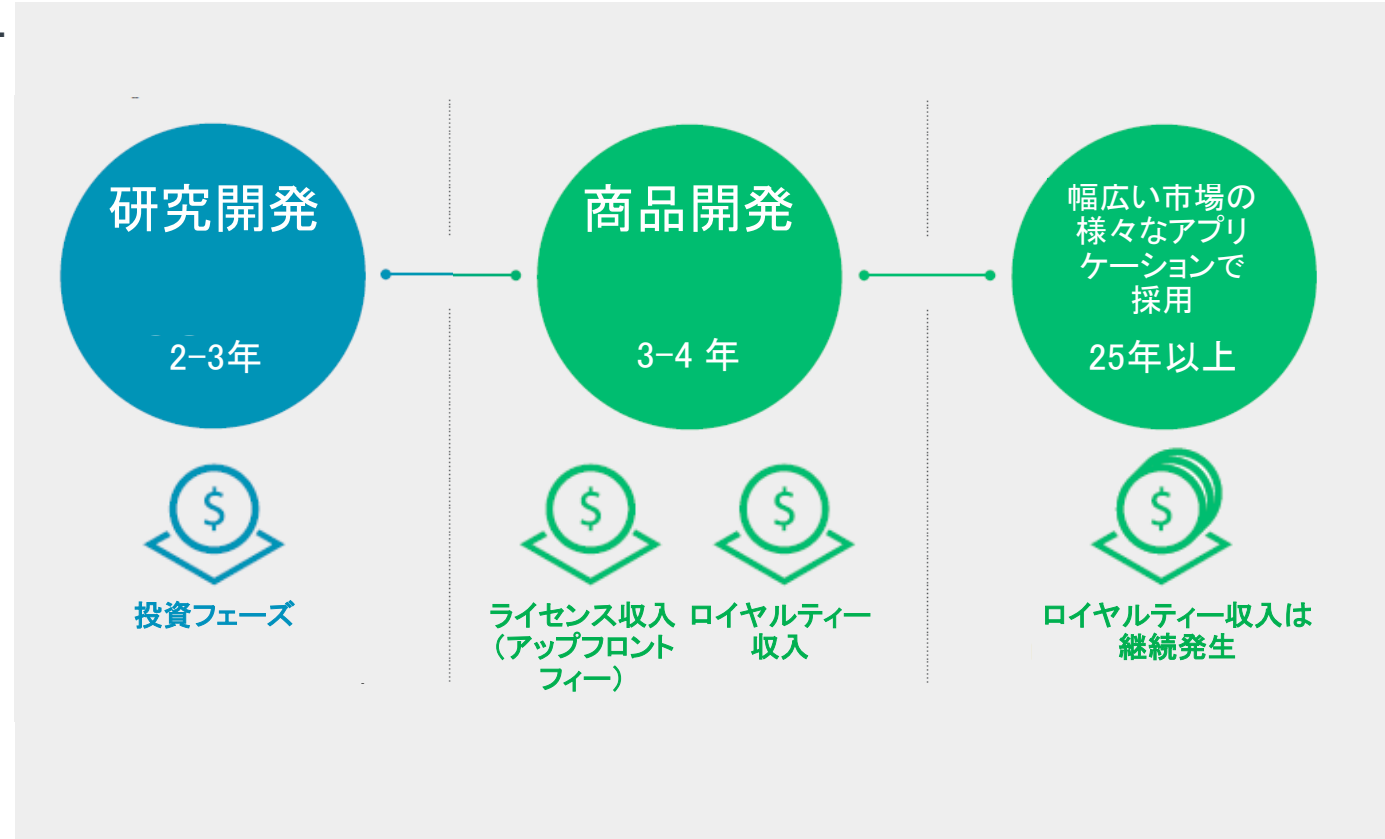 研究開発
2-3年
商品開発
3-4 年
幅広い市場の
様々なアプリ
ケーションで
採用
25年以上
$
投資フェーズ
$
ライセンス収入
（アップフロント
フィー）
$
ロイヤルティー
収入
$
ロイヤルティー収入は
継続発生